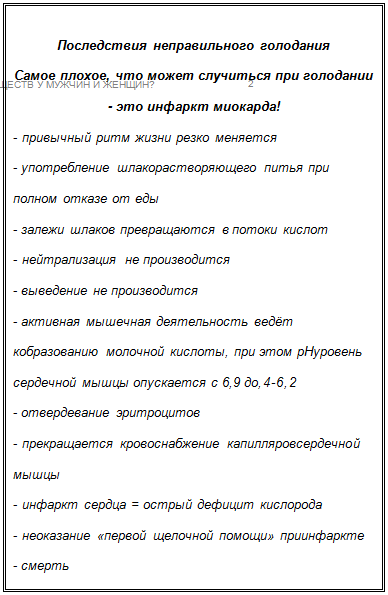 Последствия неправильного голодания
Самое плохое, что может случиться при голодании
ЩЕСТВ У МУЖЧИН И ЖЕНЩИН? 2
- это инфаркт миокарда!
- привычный ритм жизни резко меняется
- употребление шлакорастворяющего питья при
полном отказе от еды
- залежи шлаков превращаются в потоки кислот
- нейтрализация не производится
- выведение не производится
- активная мышечная деятельность ведёт
кобразованию молочной кислоты, при этом рНуровень
сердечной мышцы опускается с 6,9 до,4-6,2
- отвердевание эритроцитов
- прекращается кровоснабжение капилляровсердечной
мышцы
- инфаркт сердца = острый дефицит кислорода
- неоказание «первой щелочной помощи» приинфаркте
- смерть